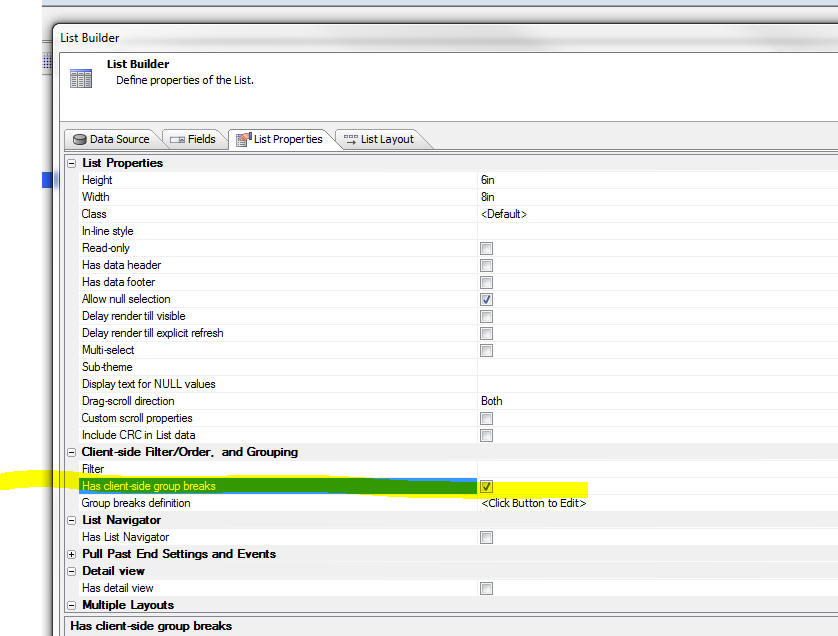 List Builder
List Builder
Define properties of the List.
Data Source Fields List Properties List Layout
List Properties
Height 6in
Width 8in
Class <Default>
In-line style
Read-only
Has data header
Has data footer
Allow null selection
Delay render till visible
Delay render till explicit refresh
Multi-select
Sub-theme
Display text for NULL values
Drag-scroll direction Both
Custom scroll properties
Include CRC in List data
Client-side Filter/Order, and Grouping
Filter
Has client-side group breaks
Group breaks definition <Click Button to Edit>
List Navigator
Has List Navigator
Pull Past End Settings and Events
Detail view
Has detail view
Multiple Layouts
Has client-side group breaks